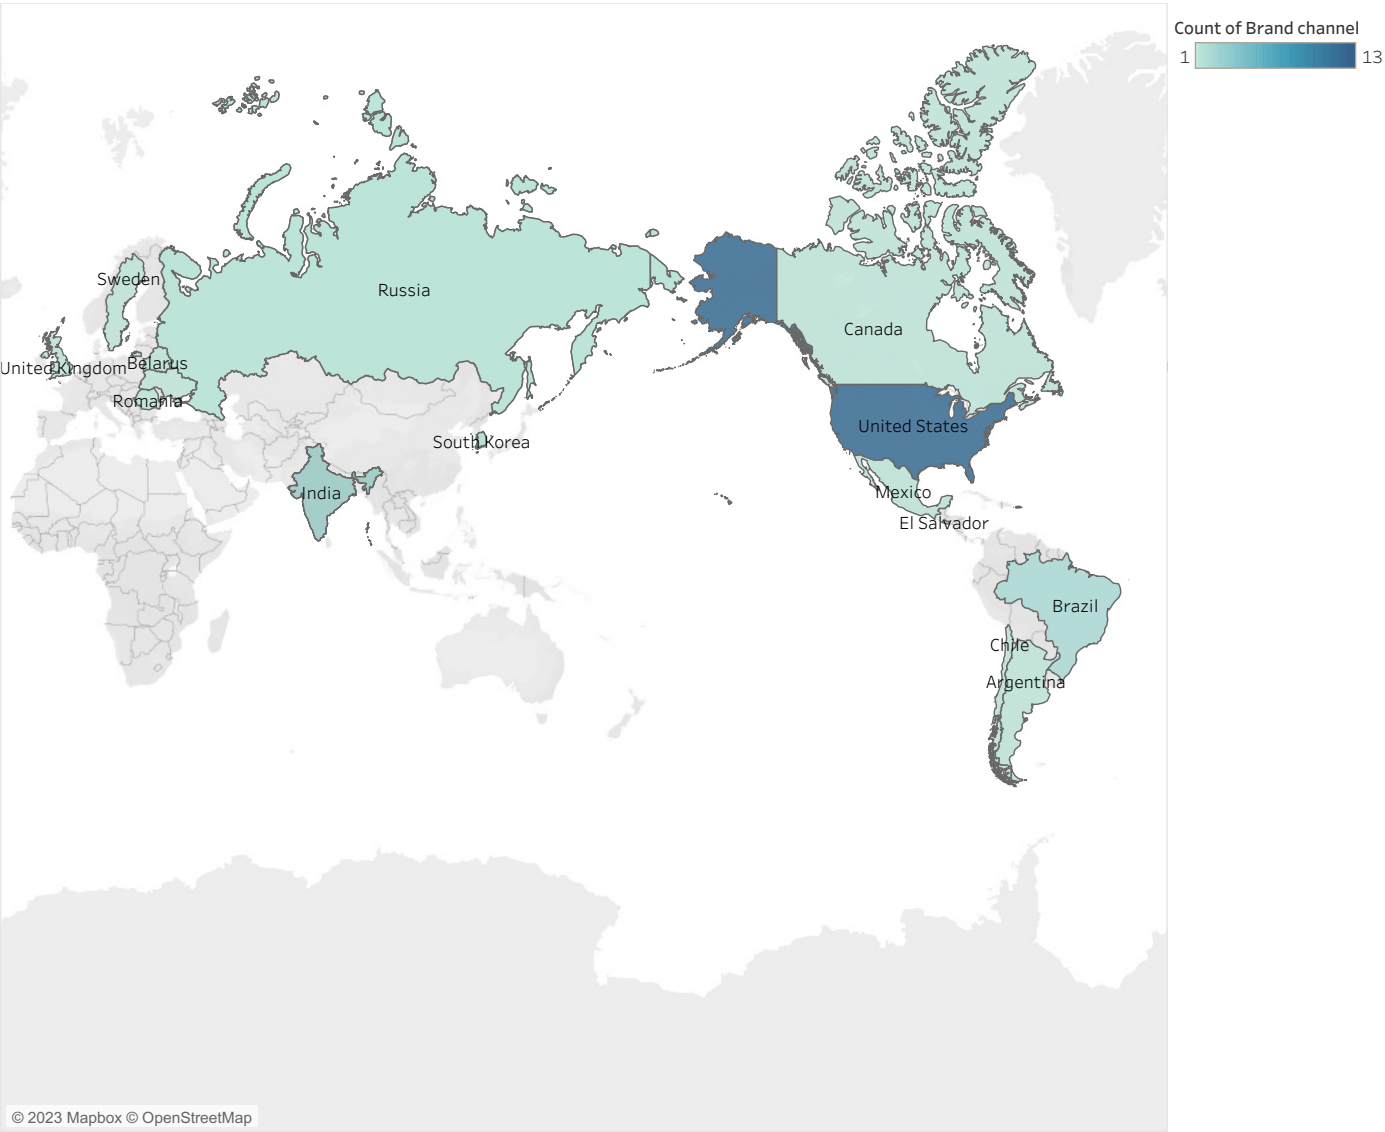 Count of Brand channel
1 13
Sweden
Russia
Canada
United Kingdom
Belarus
Romania
United States
South Korea
India
Mexico
El Salvador
Brazil
Chile
Argentina
© 2023 Mapbox © OpenStreetMap